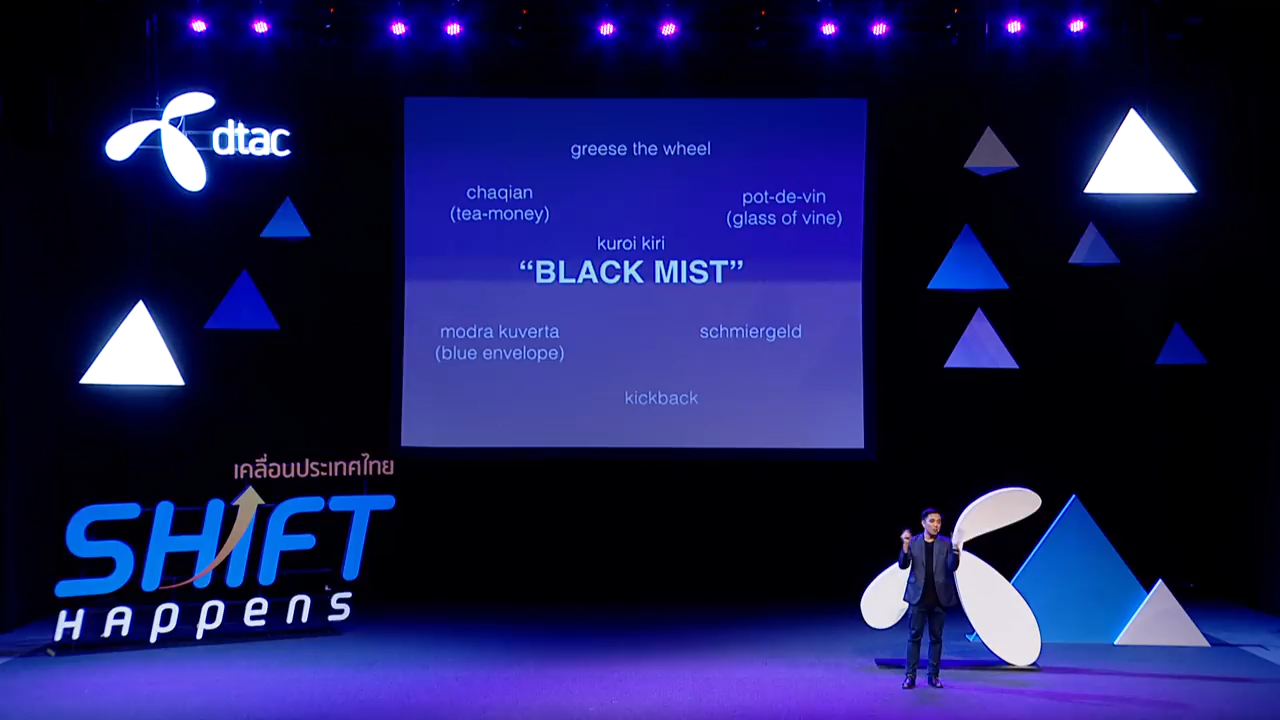 dtac
greese the wheel
chaqian
(tea-money)
pot-de-vin
(glass of vine)
kuroi kiri
“BLACK MIST”
modra kuverta
(blue envelope)
schmiergeld
kickback
เคลื่อนประเทศไทย
SHIFT
HAppen's